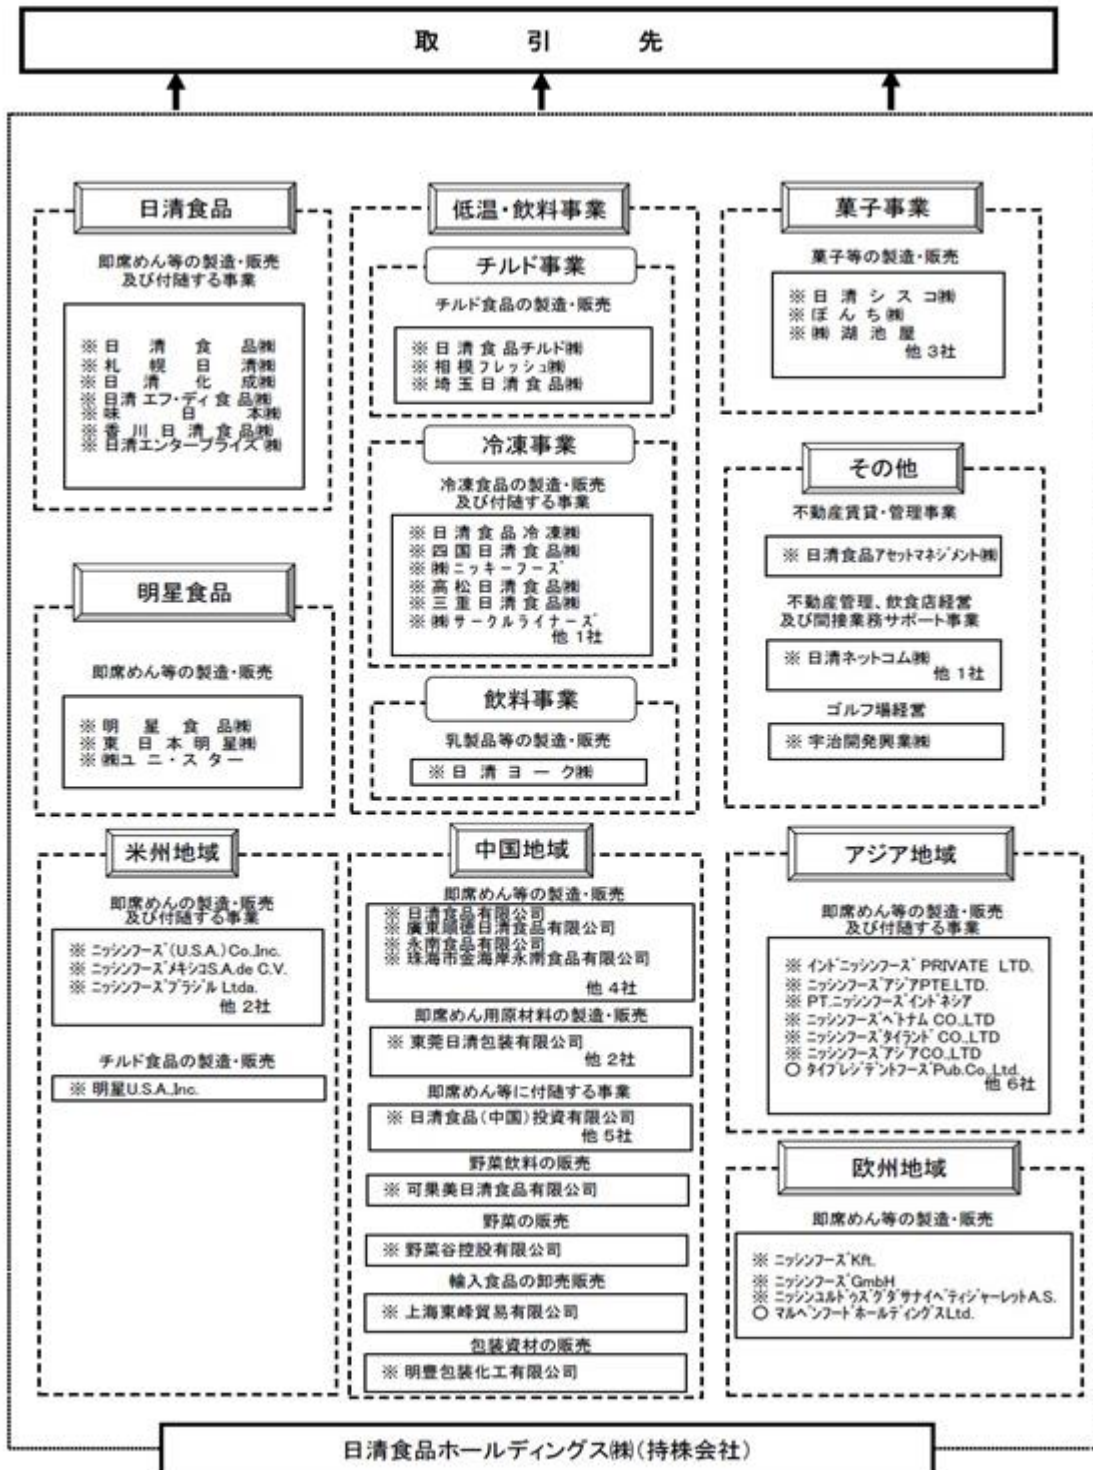 取引先
日清食品
即席めん等の製造・販売
及び付随する事業
※日清食品㈱
※札幌日清㈱
※日清化成㈱
※日清エフ・ディ食品㈱
※味日本㈱
※香川日清食品㈱
※日清エンタープライズ㈱
明星食品
即席めん等の製造・販売
※明星食品㈱
※東日本明星㈱
※㈱ユニ・スター
低温・飲料事業
チルド事業
チルド食品の製造・販売
※日清食品チルド㈱
※相模フレッシュ㈱
※埼玉日清食品㈱
冷凍事業
冷凍食品の製造・販売
及び付随する事業
※日清食品冷凍㈱
※四国日清食品㈱
※㈱ニッキーフーズ
※高松日清食品㈱
※三重日清食品㈱
※㈱サークルライナーズ
他 1社
飲料事業
乳製品等の製造・販売
※日清ヨーク㈱
菓子事業
菓子等の製造・販売
※日清シスコ㈱
※ぼんち㈱
※㈱湖池屋
他 3社
その他
不動産賃貸・管理事業
※ 日清食品アセットマネジメント㈱
不動産管理、飲食店経営
及び間接業務サポート事業
※ 日清ネットコム㈱
他 1社
ゴルフ場経営
※ 宇治開発興業㈱
米州地域
即席めんの製造・販売
及び付随する事業
※ ニッシンフーズ(U.S.A.)Co.,Inc.
※ ニッシンフーズメキシコS.A.de C.V.
※ ニッシンフーズブラジル Ltda.
他 2社
チルド食品の製造・販売
※ 明星U.S.A.,Inc.
中国地域
即席めん等の製造・販売
※ 日清食品有限公司
※ 廣東順徳日清食品有限公司
※ 永南食品有限公司
※ 珠海市金海岸永南食品有限公司
他 4社
即席めん用原材料の製造・販売
※ 東莞日清包装有限公司
他 2社
即席めん等に付随する事業
※ 日清食品(中国)投資有限公司
他 5社
野菜飲料の販売
※ 可果美日清食品有限公司
野菜の販売
※ 野菜谷控股有限公司
輸入食品の卸売販売
※ 上海東峰貿易有限公司
包装資材の販売
※ 明豊包装化工有限公司
アジア地域
即席めん等の製造・販売
及び付随する事業
※ インドニッシンフーズ PRIVATE LTD.
※ ニッシンフーズアジアPTE.LTD.
※ PT.ニッシンフーズインドネシア
※ ニッシンフーズベトナム CO.,LTD
※ ニッシンフーズタイランド CO.,LTD
※ ニッシンフーズアジアCO.,LTD
○ タイプレジデントフーズPub.Co.,Ltd.
他 6社
欧州地域
即席めん等の製造・販売
※ ニッシンフーズKft.
※ ニッシンフーズGmbH
※ ニッシンユルドゥスグダサナイベティジャーレットA.S.
○ マルベンフードホールディングスLtd.
日清食品ホールディングス㈱(持株会社)